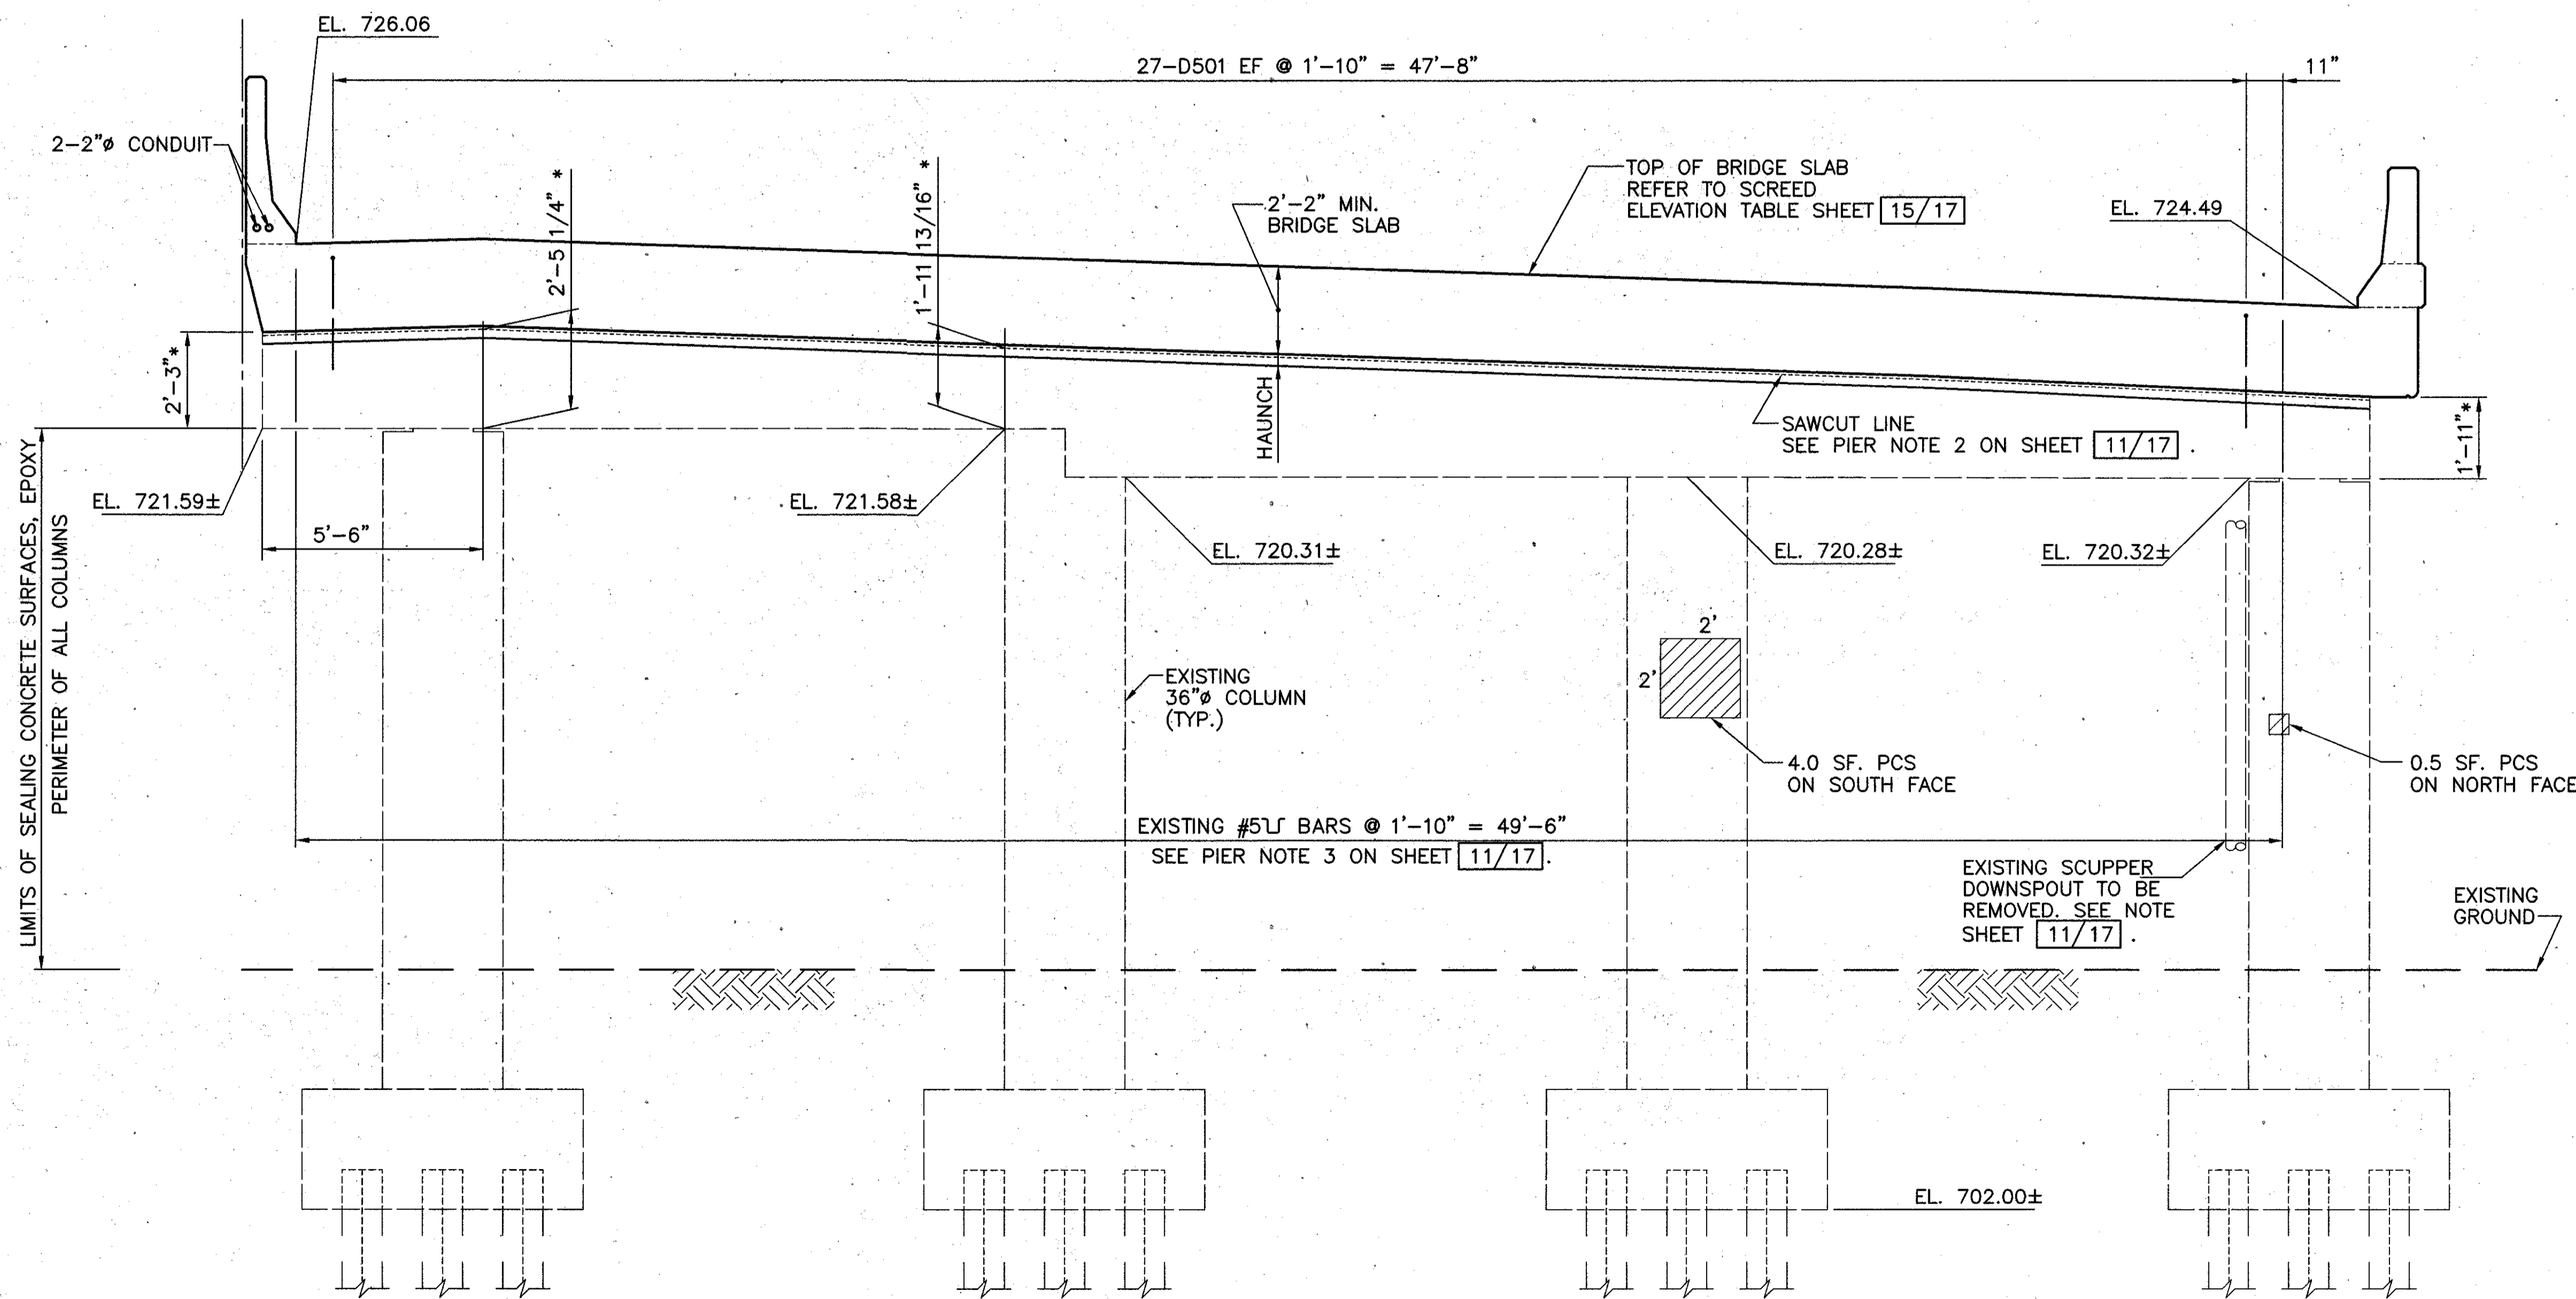 EL. 726.06
27-D501 EF @ 1'-10" = 47'-8"
11"
2-2"ø CONDUIT
2'-5 1/4" *
1'-11 13/16" *
2'-2" MIN.
BRIDGE SLAB
TOP OF BRIDGE SLAB
REFER TO SCREED
ELEVATION TABLE SHEET 15/17
EL. 724.49
2'-3"*
HAUNCH
SAWCUT LINE
SEE PIER NOTE 2 ON SHEET 11/17 .
1'-11"*
LIMITS OF SEALING CONCRETE SURFACES, EPOXY
PERIMETER OF ALL COLUMNS
EL. 721.59±
EL. 721.58±
5'-6"
EL. 720.31±
EL. 720.28±
EL. 720.32±
2'
2'
EXISTING
36"ø COLUMN
(TYP.)
4.0 SF. PCS
ON SOUTH FACE
0.5 SF. PCS
ON NORTH FACE
EXISTING #5 BARS @ 1'-10" = 49'-6"
SEE PIER NOTE 3 ON SHEET 11/17.
EXISTING SCUPPER
DOWNSPOUT TO BE
REMOVED. SEE NOTE
SHEET 11/17 .
EXISTING
GROUND
EL. 702.00±